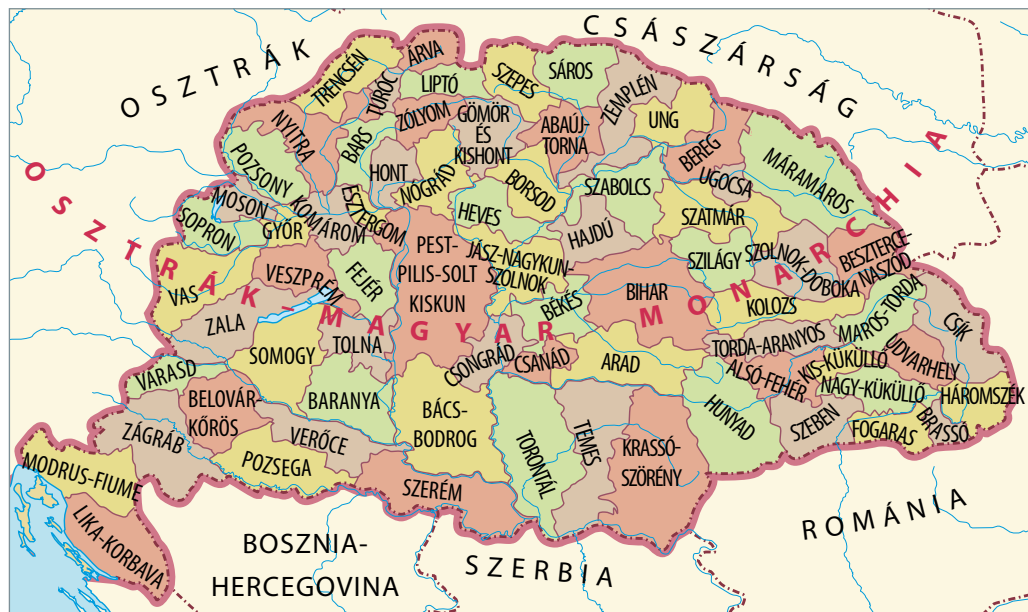 OSZTRÁK
CSÁSZÁRSÁG
OSZTRÁK-MAGYAR MONARCHIA
ÁRVA
TRENCSÉN
TURÓC
LIPTÓ
SZEPES
SÁROS
ZEMPLÉN
NYITRA
BARS
ZÓLYOM
GÖMÖR
ÉS
KISHONT
ABAÚJ-
TORNA
UNG
BEREG
UGOCSA
MÁRAMAROS
POZSONY
HONT
NÓGRÁD
BORSOD
SZABOLCS
SZATMÁR
MOSON
SOPRON
GYŐR
KOMÁROM
ESZTERGOM
HEVES
HAJDÚ
JÁSZ-NAGYKUN-
SZOLNOK
PEST-
PILIS-SOLT
KISKUN
SZILÁGY
SZOLNOK-DOBOKA
BESZTERCE-
NASZÓD
VAS
VESZPRÉM
FEJÉR
BÉKÉS
BIHAR
KOLOZS
MAROS-TORDA
CSÍK
ZALA
SOMOGY
TOLNA
CSONGRÁD
CSANÁD
ARAD
TORDA-ARANYOS
ALSÓ-FEHÉR
KIS-KÜKÜLLŐ
NAGY-KÜKÜLLŐ
UDVARHELY
HÁROMSZÉK
VARASD
BELOVÁR-
KŐRÖS
BARANYA
BÁCS-
BODROG
TORONTÁL
TEMES
KRASSÓ-
SZÖRÉNY
HUNYAD
SZEBEN
FOGARAS
BRASSÓ
ZÁGRÁB
VERŐCE
POZSEGA
SZERÉM
MODRUS-FIUME
LIKA-KORBAVA
BOSZNIA-
HERCEGOVINA
SZERBIA
ROMÁNIA